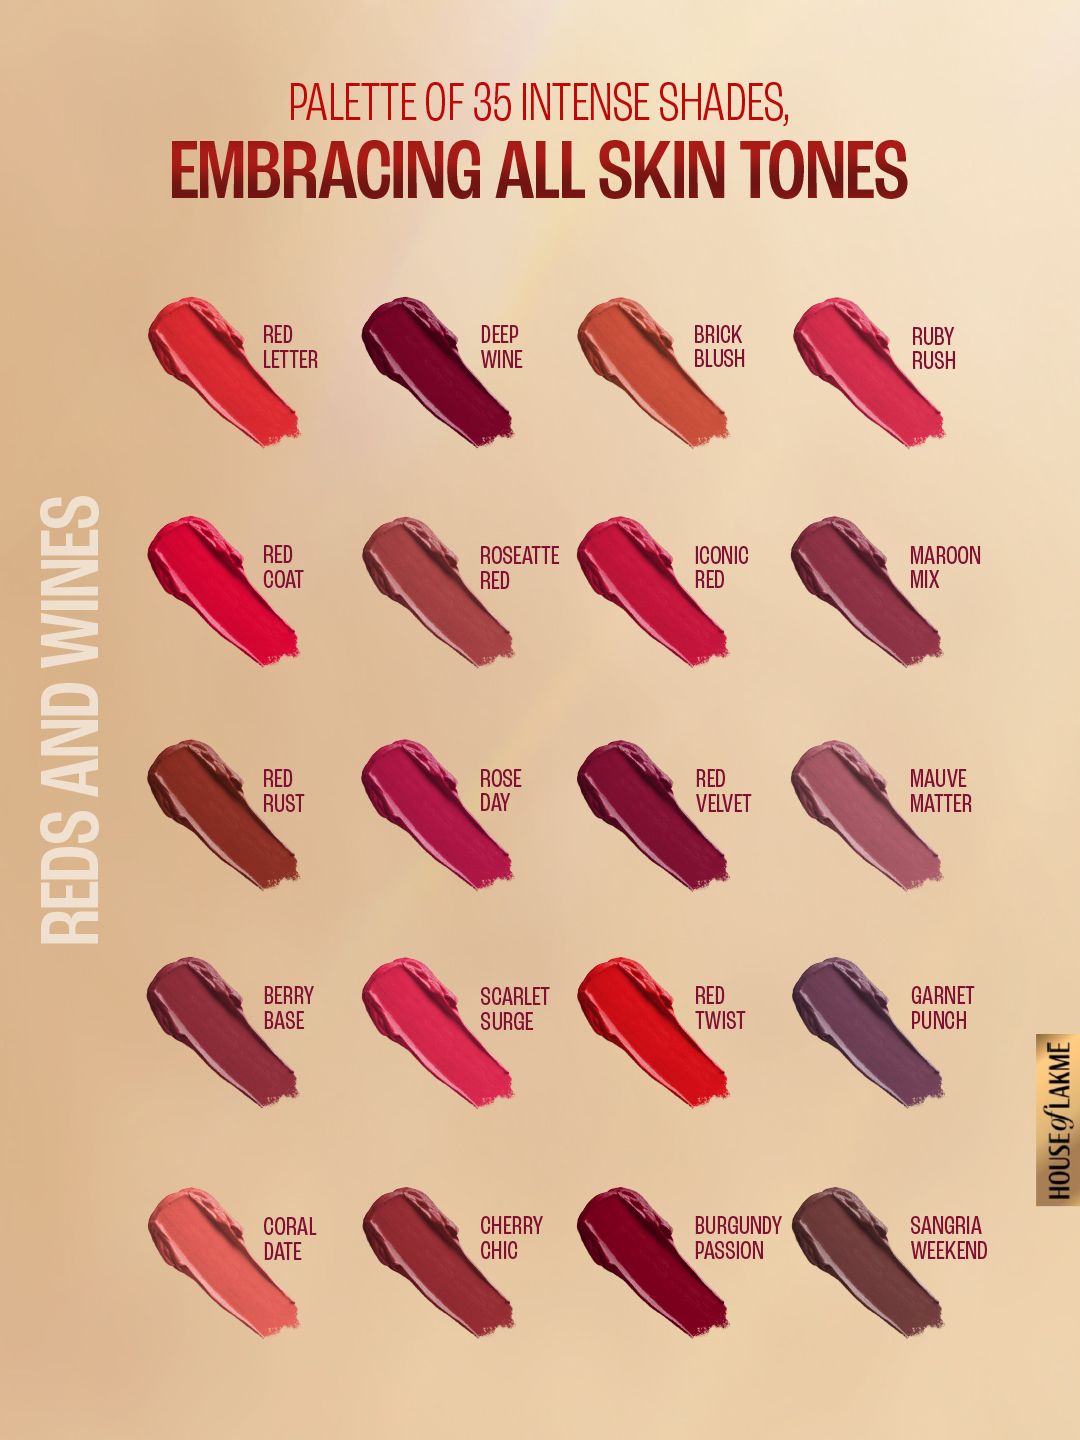 PALETTE OF 35 INTENSE SHADES,
EMBRACING ALL SKIN TONES
REDS AND WINES
RED
LETTER
DEEP
WINE
BRICK
BLUSH
RUBY
RUSH
RED
COAT
ROSEATTE
RED
ICONIC
RED
MAROON
MIX
RED
RUST
ROSE
DAY
RED
VELVET
MAUVE
MATTER
BERRY
BASE
SCARLET
SURGE
RED
TWIST
GARNET
PUNCH
CORAL
DATE
CHERRY
CHIC
BURGUNDY
PASSION
SANGRIA
WEEKEND
HOUSE of LAKMĒ